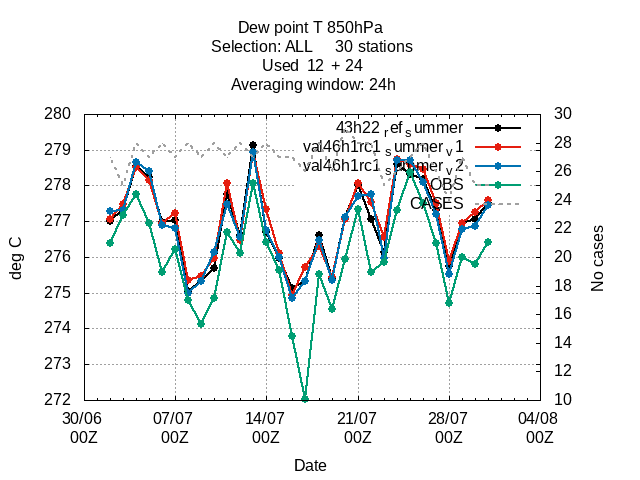 Dew point T 850hPa
Selection: ALL 30 stations
Used 12 + 24
Averaging window: 24h
280
279
278
277
276
275
274
273
272
deg C
30
28
26
24
22
20
18
16
14
12
10
No cases
43h22_ref_summer
val46h1rc1_summer_v1
val46h1rc1_summer_v2
OBS
CASES
30/06 07/07 14/07 21/07 28/07 04/08
00Z 00Z 00Z 00Z 00Z 00Z
Date